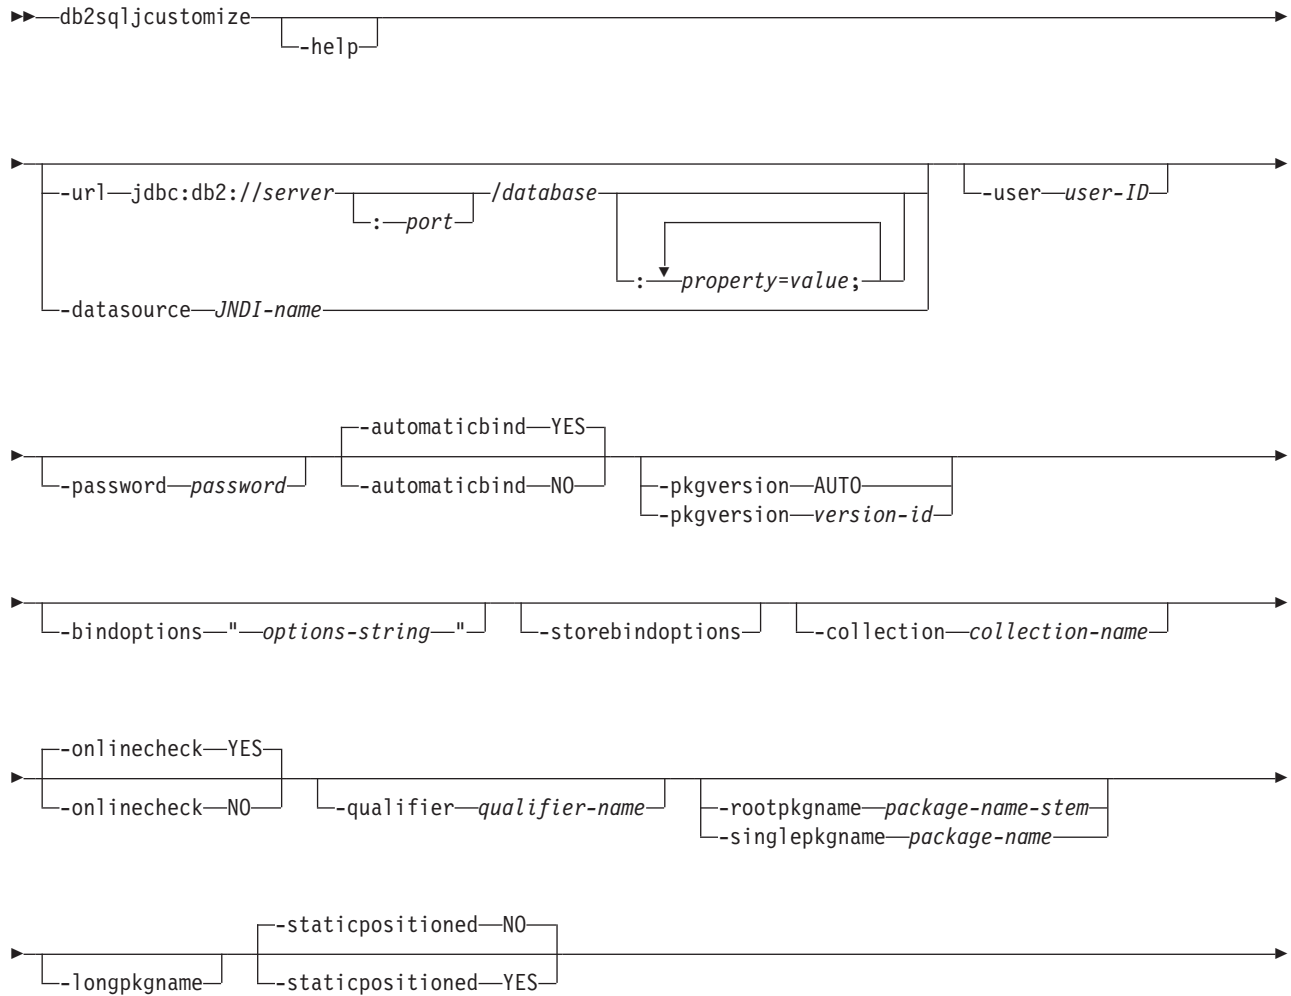 db2sqljcustomize
-help
-url jdbc:db2://server /database -user user-ID
: port
: property=value;
-datasource JNDI-name
-automaticbind YES
-password password -automaticbind NO -pkgversion AUTO
-pkgversion version-id
-bindoptions " options-string " -storebindoptions -collection collection-name
-onlinecheck YES
-onlinecheck NO -qualifier qualifier-name -rootpkgname package-name-stem
-singlepkgname package-name
-staticpositioned NO
-longpkgname -staticpositioned YES